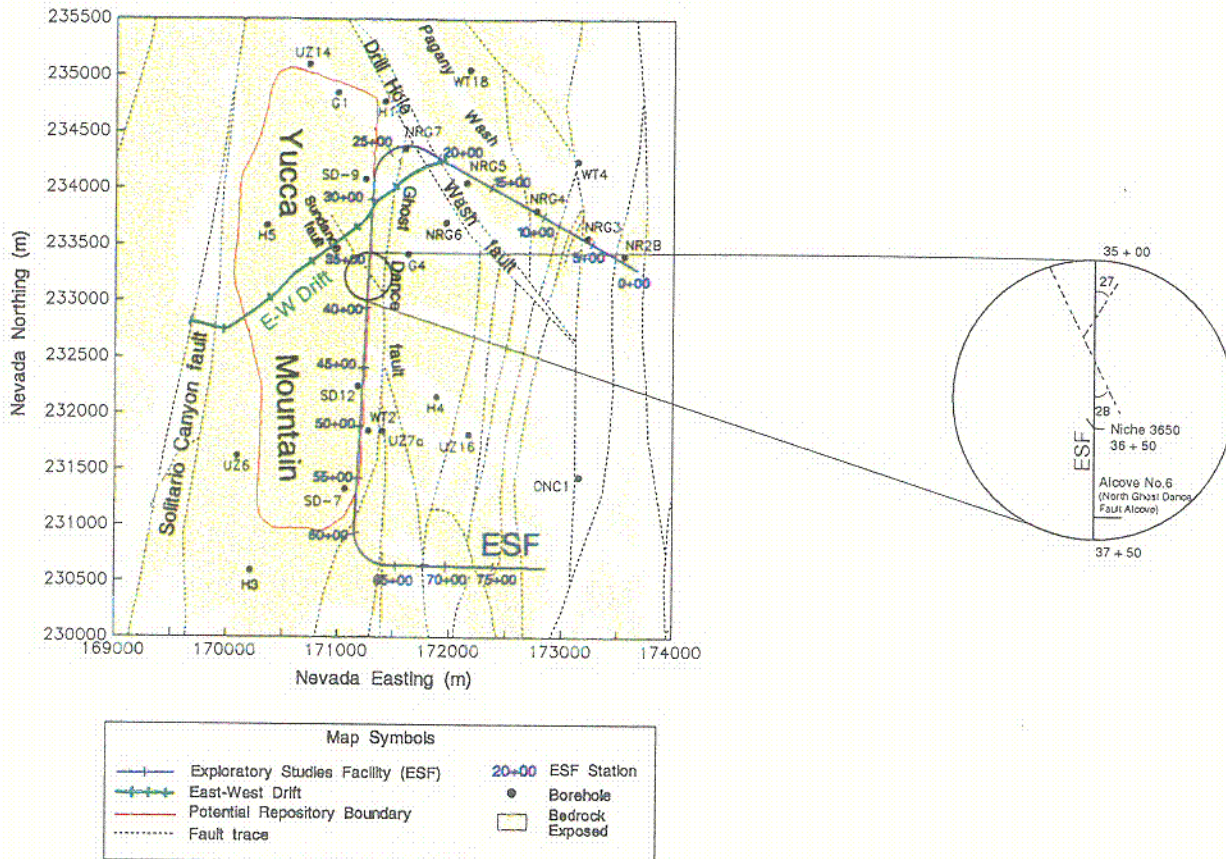 235500
235000
234500
234000
233500
233000
232500
232000
231500
231000
230500
230000
Nevada Northing (m)
169000
170000
171000
172000
173000
174000
Nevada Easting (m)
UZ14
G1
Drill Hole
Wash
fault
Pagany
Wash
WT18
NRG7
25+00
20+00
NRG5
15+00
WT4
SD-9
30+00
NRG4
NRG3
10+00
NR2B
5+00
0+00
NRG6
G4
H5
Yucca
Mountain
Sundance
fault
Ghost
Dance
fault
35+00
E-W Drift
40+00
45+00
SD12
H4
WT2
50+00
UZ7a
UZ16
UZ6
55+00
SD-7
ONC1
60+00
ESF
65+00
70+00
75+00
H3
Solitario Canyon fault
35 + 00
27
28
Niche 3650
36 + 50
ESF
Alcove No.6
(North Ghost Dance
Fault Alcove)
37 + 50
Map Symbols
Exploratory Studies Facility (ESF)
East-West Drift
Potential Repository Boundary
Fault trace
20+00 ESF Station
Borehole
Bedrock
Exposed